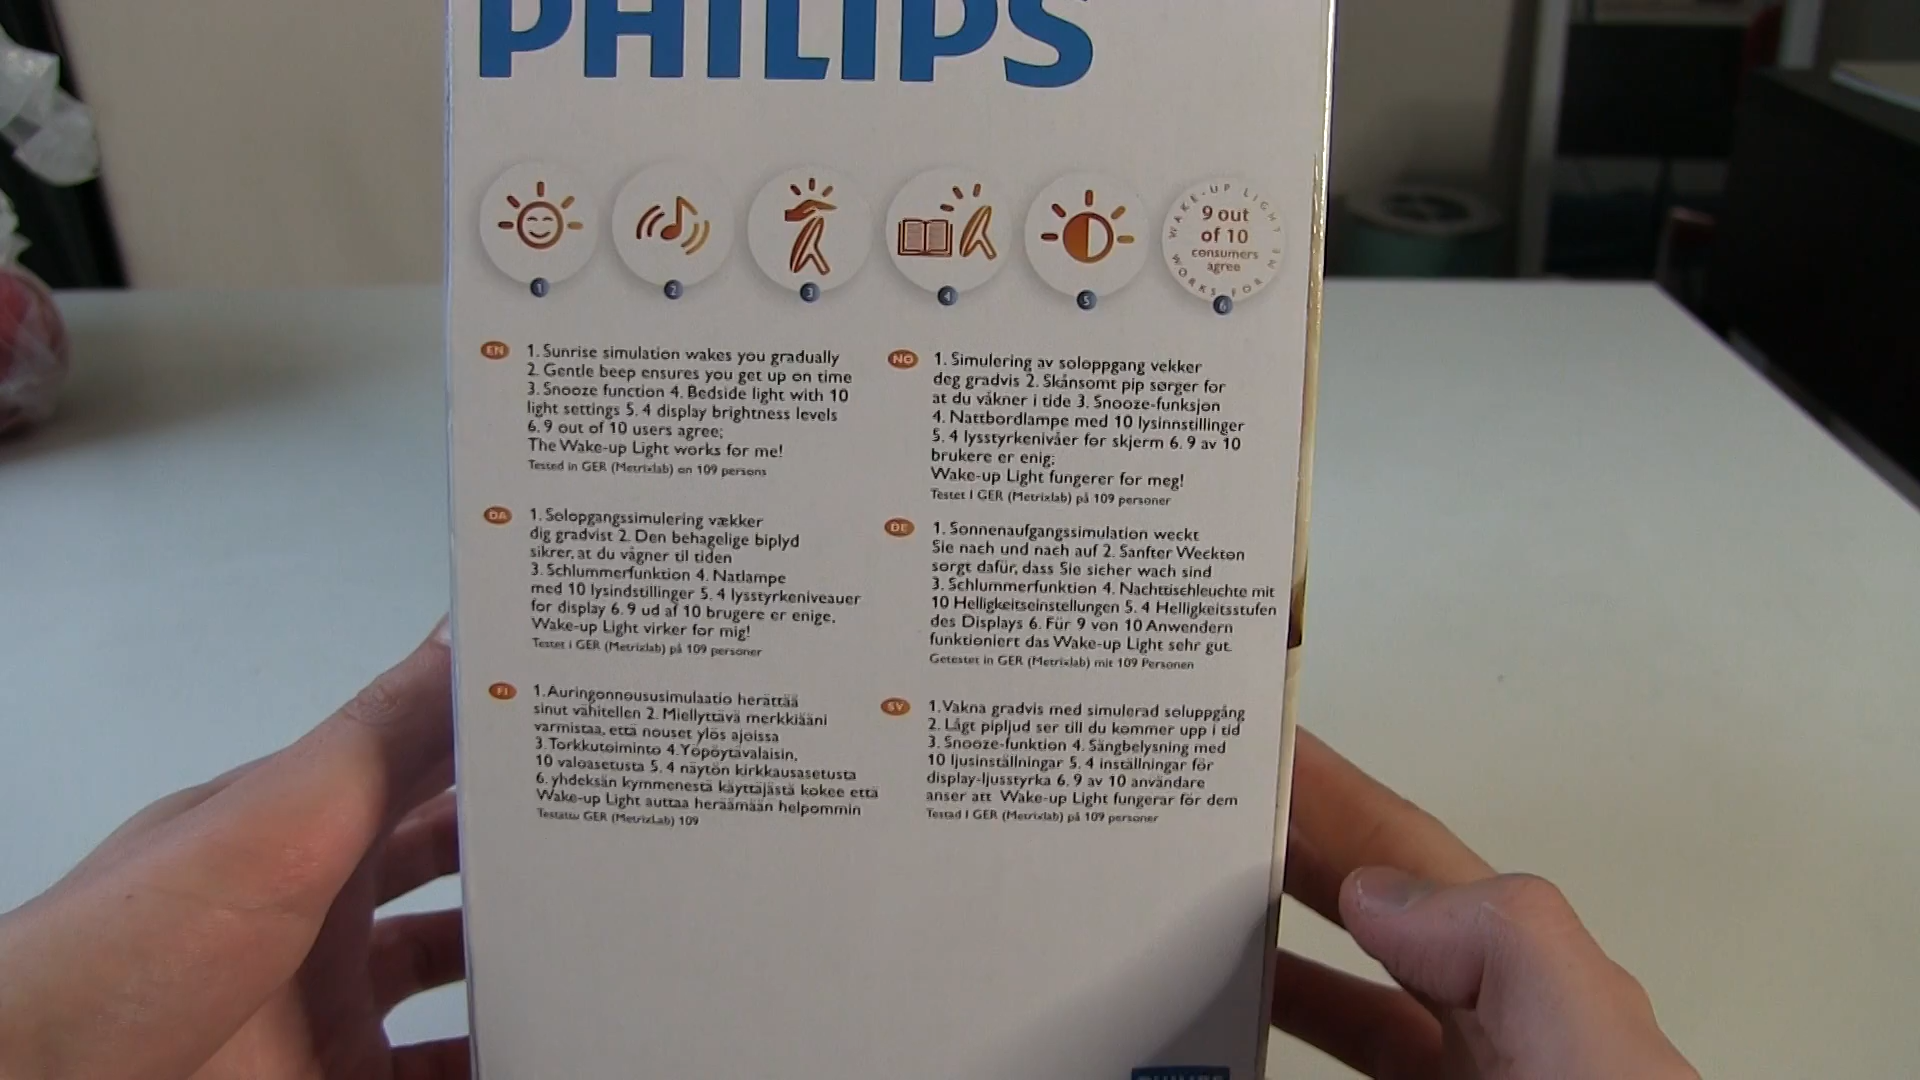 PHILIPS
WAKE-UP LIGHT WORKS FOR ME
9 out
of 10
consumers
agree
1
2
3
4
5
6
EN
1. Sunrise simulation wakes you gradually
2. Gentle beep ensures you get up on time
3. Snooze function 4. Bedside light with 10
light settings 5. 4 display brightness levels
6. 9 out of 10 users agree;
The Wake-up Light works for me!
Tested in GER (Metrixlab) on 109 persons
NO
1. Simulering av soloppgang vekker
deg gradvis 2. Skånsomt pip sørger for
at du våkner i tide 3. Snooze-funksjon
4. Nattbordlampe med 10 lysinnstillinger
5. 4 lysstyrkenivåer for skjerm 6. 9 av 10
brukere er enig;
Wake-up Light fungerer for meg!
Testet I GER (Metrixlab) på 109 personer
DA
1. Solopgangssimulering vækker
dig gradvist 2. Den behagelige biplyd
sikrer, at du vågner til tiden
3. Schlummerfunktion 4. Natlampe
med 10 lysindstillinger 5. 4 lysstyrkeniveauer
for display 6. 9 ud af 10 brugere er enige,
Wake-up Light virker for mig!
Testet i GER (Metrixlab) på 109 personer
DE
1. Sonnenaufgangssimulation weckt
Sie nach und nach auf 2. Sanfter Weckton
sorgt dafür, dass Sie sicher wach sind
3. Schlummerfunktion 4. Nachttischleuchte mit
10 Helligkeitseinstellungen 5. 4 Helligkeitsstufen
des Displays 6. Für 9 von 10 Anwendern
funktioniert das Wake-up Light sehr gut.
Getestet in GER (Metrixlab) mit 109 Personen
FI
1. Auringonnoususimulaatio herättää
sinut vähitellen 2. Miellyttävä merkkiääni
varmistaa, että nouset ylös ajoissa
3. Torkkutoiminto 4. Yöpöytävalaisin,
10 valoasetusta 5. 4 näytön kirkkausasetusta
6. yhdeksän kymmenestä käyttäjästä kokee että
Wake-up Light auttaa heräämään helpommin
Testattu GER (MetrixLab) 109
SV
1. Vakna gradvis med simulerad soluppgång
2. Lågt pipljud ser till du kommer upp i tid
3. Snooze-funktion 4. Sängbelysning med
10 ljusinställningar 5. 4 inställningar för
display-ljusstyrka 6. 9 av 10 användare
anser att Wake-up Light fungerar för dem
Testad I GER (Metrixlab) på 109 personer
PHILIPS